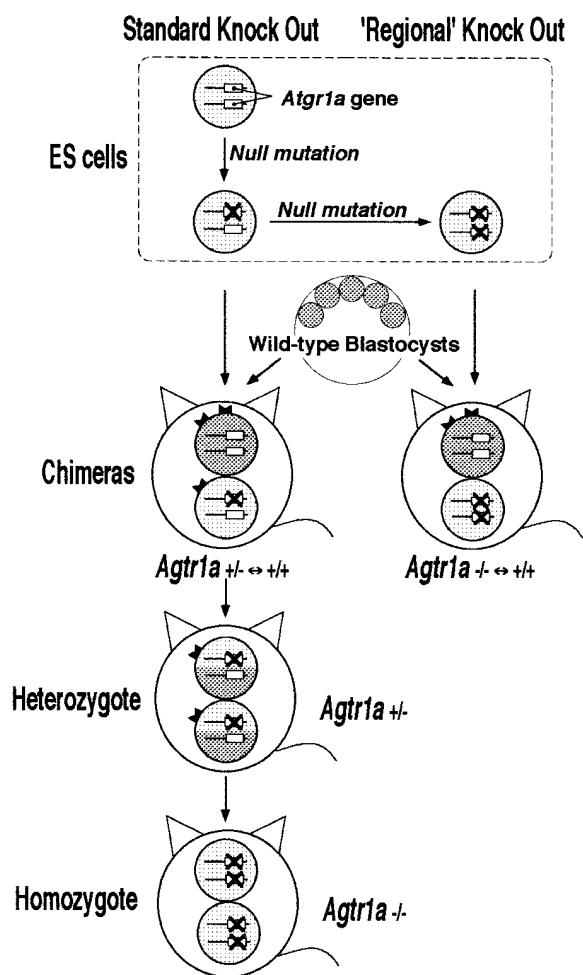 Standard Knock Out 'Regional' Knock Out
Atgr1a gene
ES cells
Null mutation
Null mutation
Wild-type Blastocysts
Chimeras
Agtr1a +/- ⇔ +/+
Agtr1a -/- ⇔ +/+
Heterozygote
Agtr1a +/-
Homozygote
Agtr1a -/-